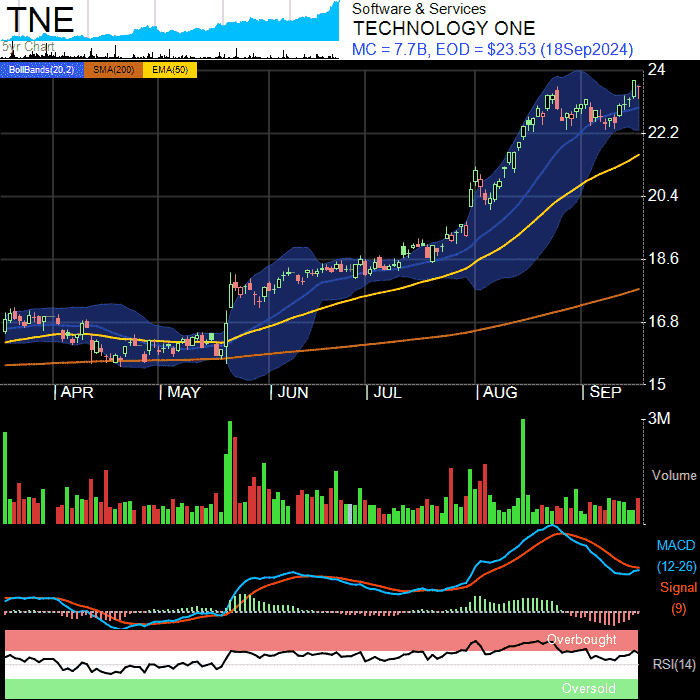 TNE
5yr Chart
Software & Services
TECHNOLOGY ONE
MC = 7.7B, EOD = $23.53 (18Sep2024)
BollBands(20,2) SMA(200) EMA(50)
24
22.2
20.4
18.6
16.8
15
APR MAY JUN JUL AUG SEP
3M
Volume
MACD
(12-26)
Signal
(9)
Overbought
RSI(14)
Oversold